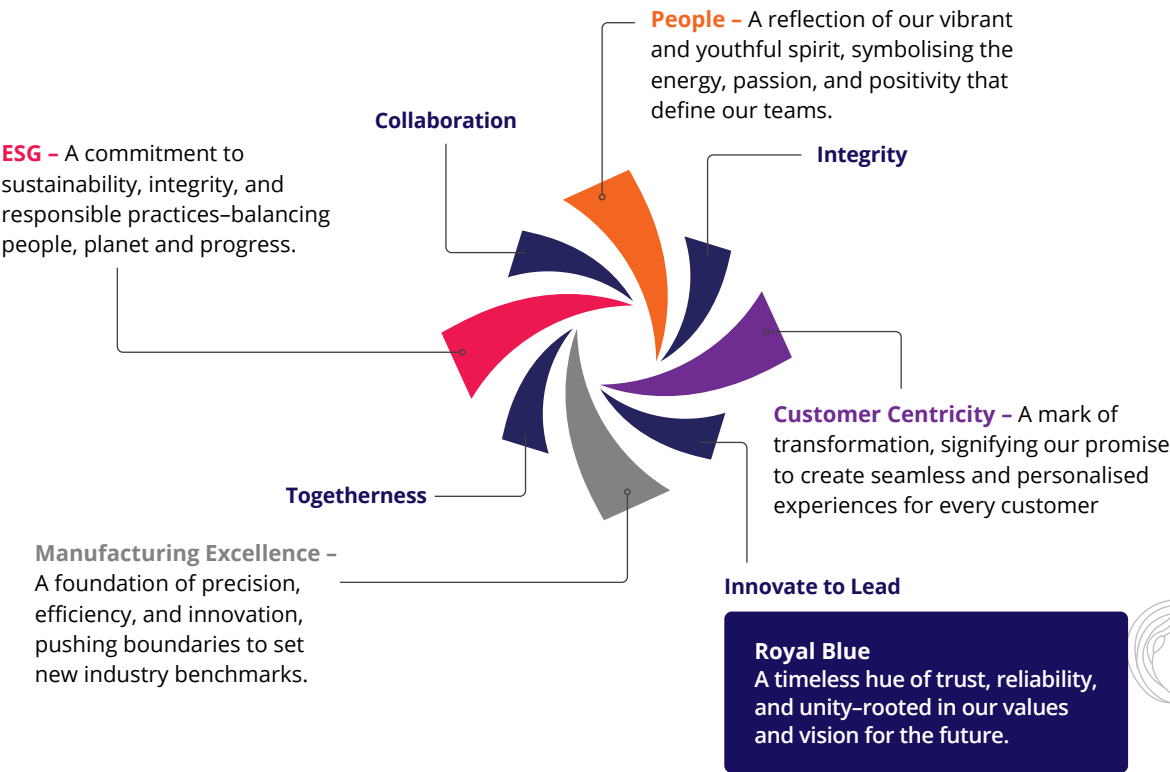 People – A reflection of our vibrant
and youthful spirit, symbolising the
energy, passion, and positivity that
define our teams.
Collaboration
Integrity
ESG – A commitment to
sustainability, integrity, and
responsible practices–balancing
people, planet and progress.
Customer Centricity – A mark of
transformation, signifying our promise
to create seamless and personalised
experiences for every customer
Togetherness
Manufacturing Excellence –
A foundation of precision,
efficiency, and innovation,
pushing boundaries to set
new industry benchmarks.
Innovate to Lead
Royal Blue
A timeless hue of trust, reliability,
and unity–rooted in our values
and vision for the future.